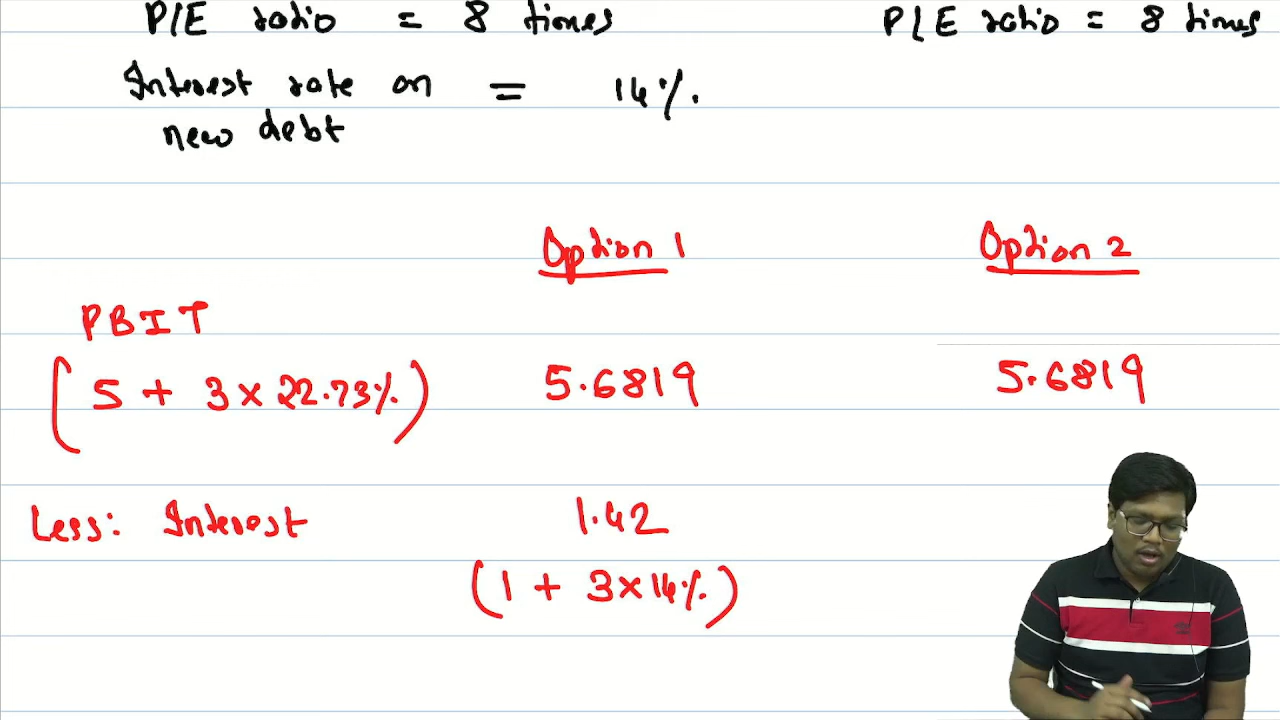 P/E ratio = 8 times P/E ratio = 8 times
Interest rate on = 14%.
new debt
Option 1 Option 2
PBIT
(5 + 3 × 22.73%) 5.6819 5.6819
Less: Interest 1.42
(1 + 3×14%)